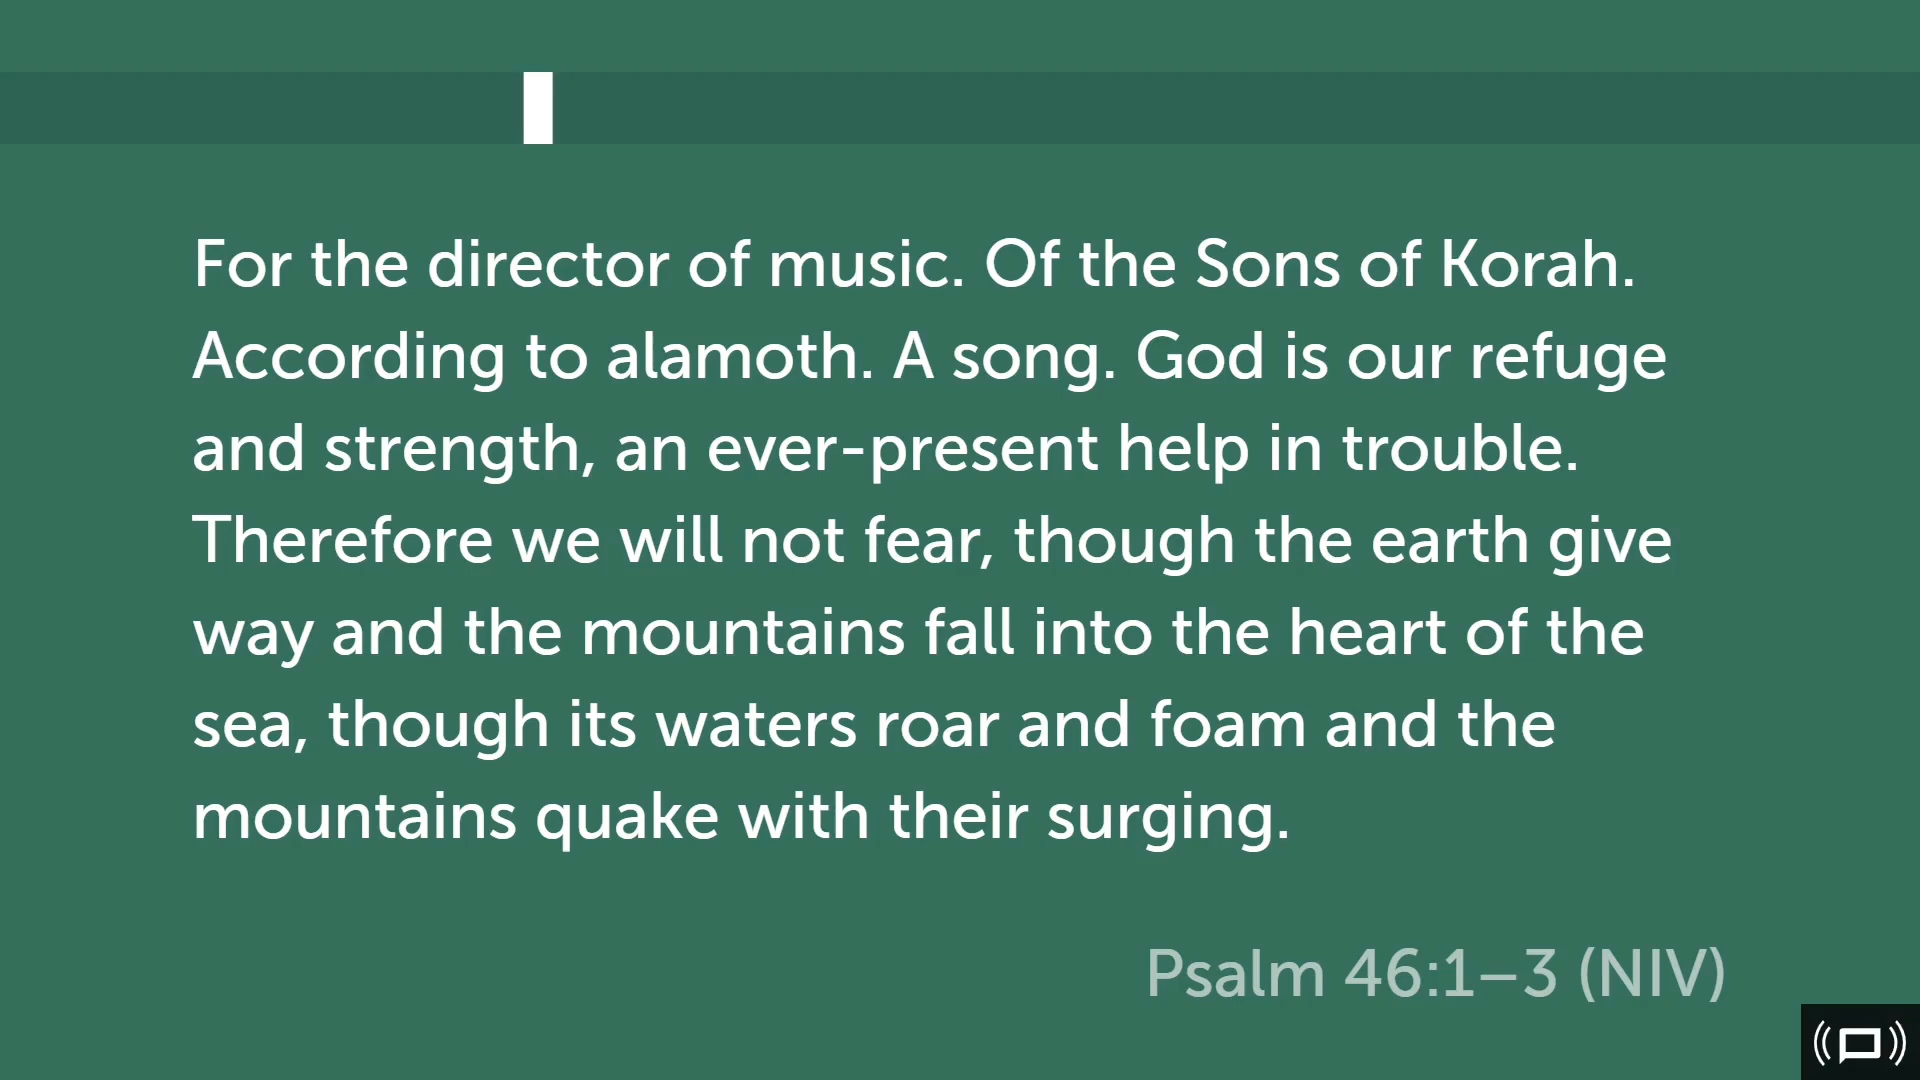 For the director of music. Of the Sons of Korah.
According to alamoth. A song. God is our refuge
and strength, an ever-present help in trouble.
Therefore we will not fear, though the earth give
way and the mountains fall into the heart of the
sea, though its waters roar and foam and the
mountains quake with their surging.
Psalm 46:1–3 (NIV)